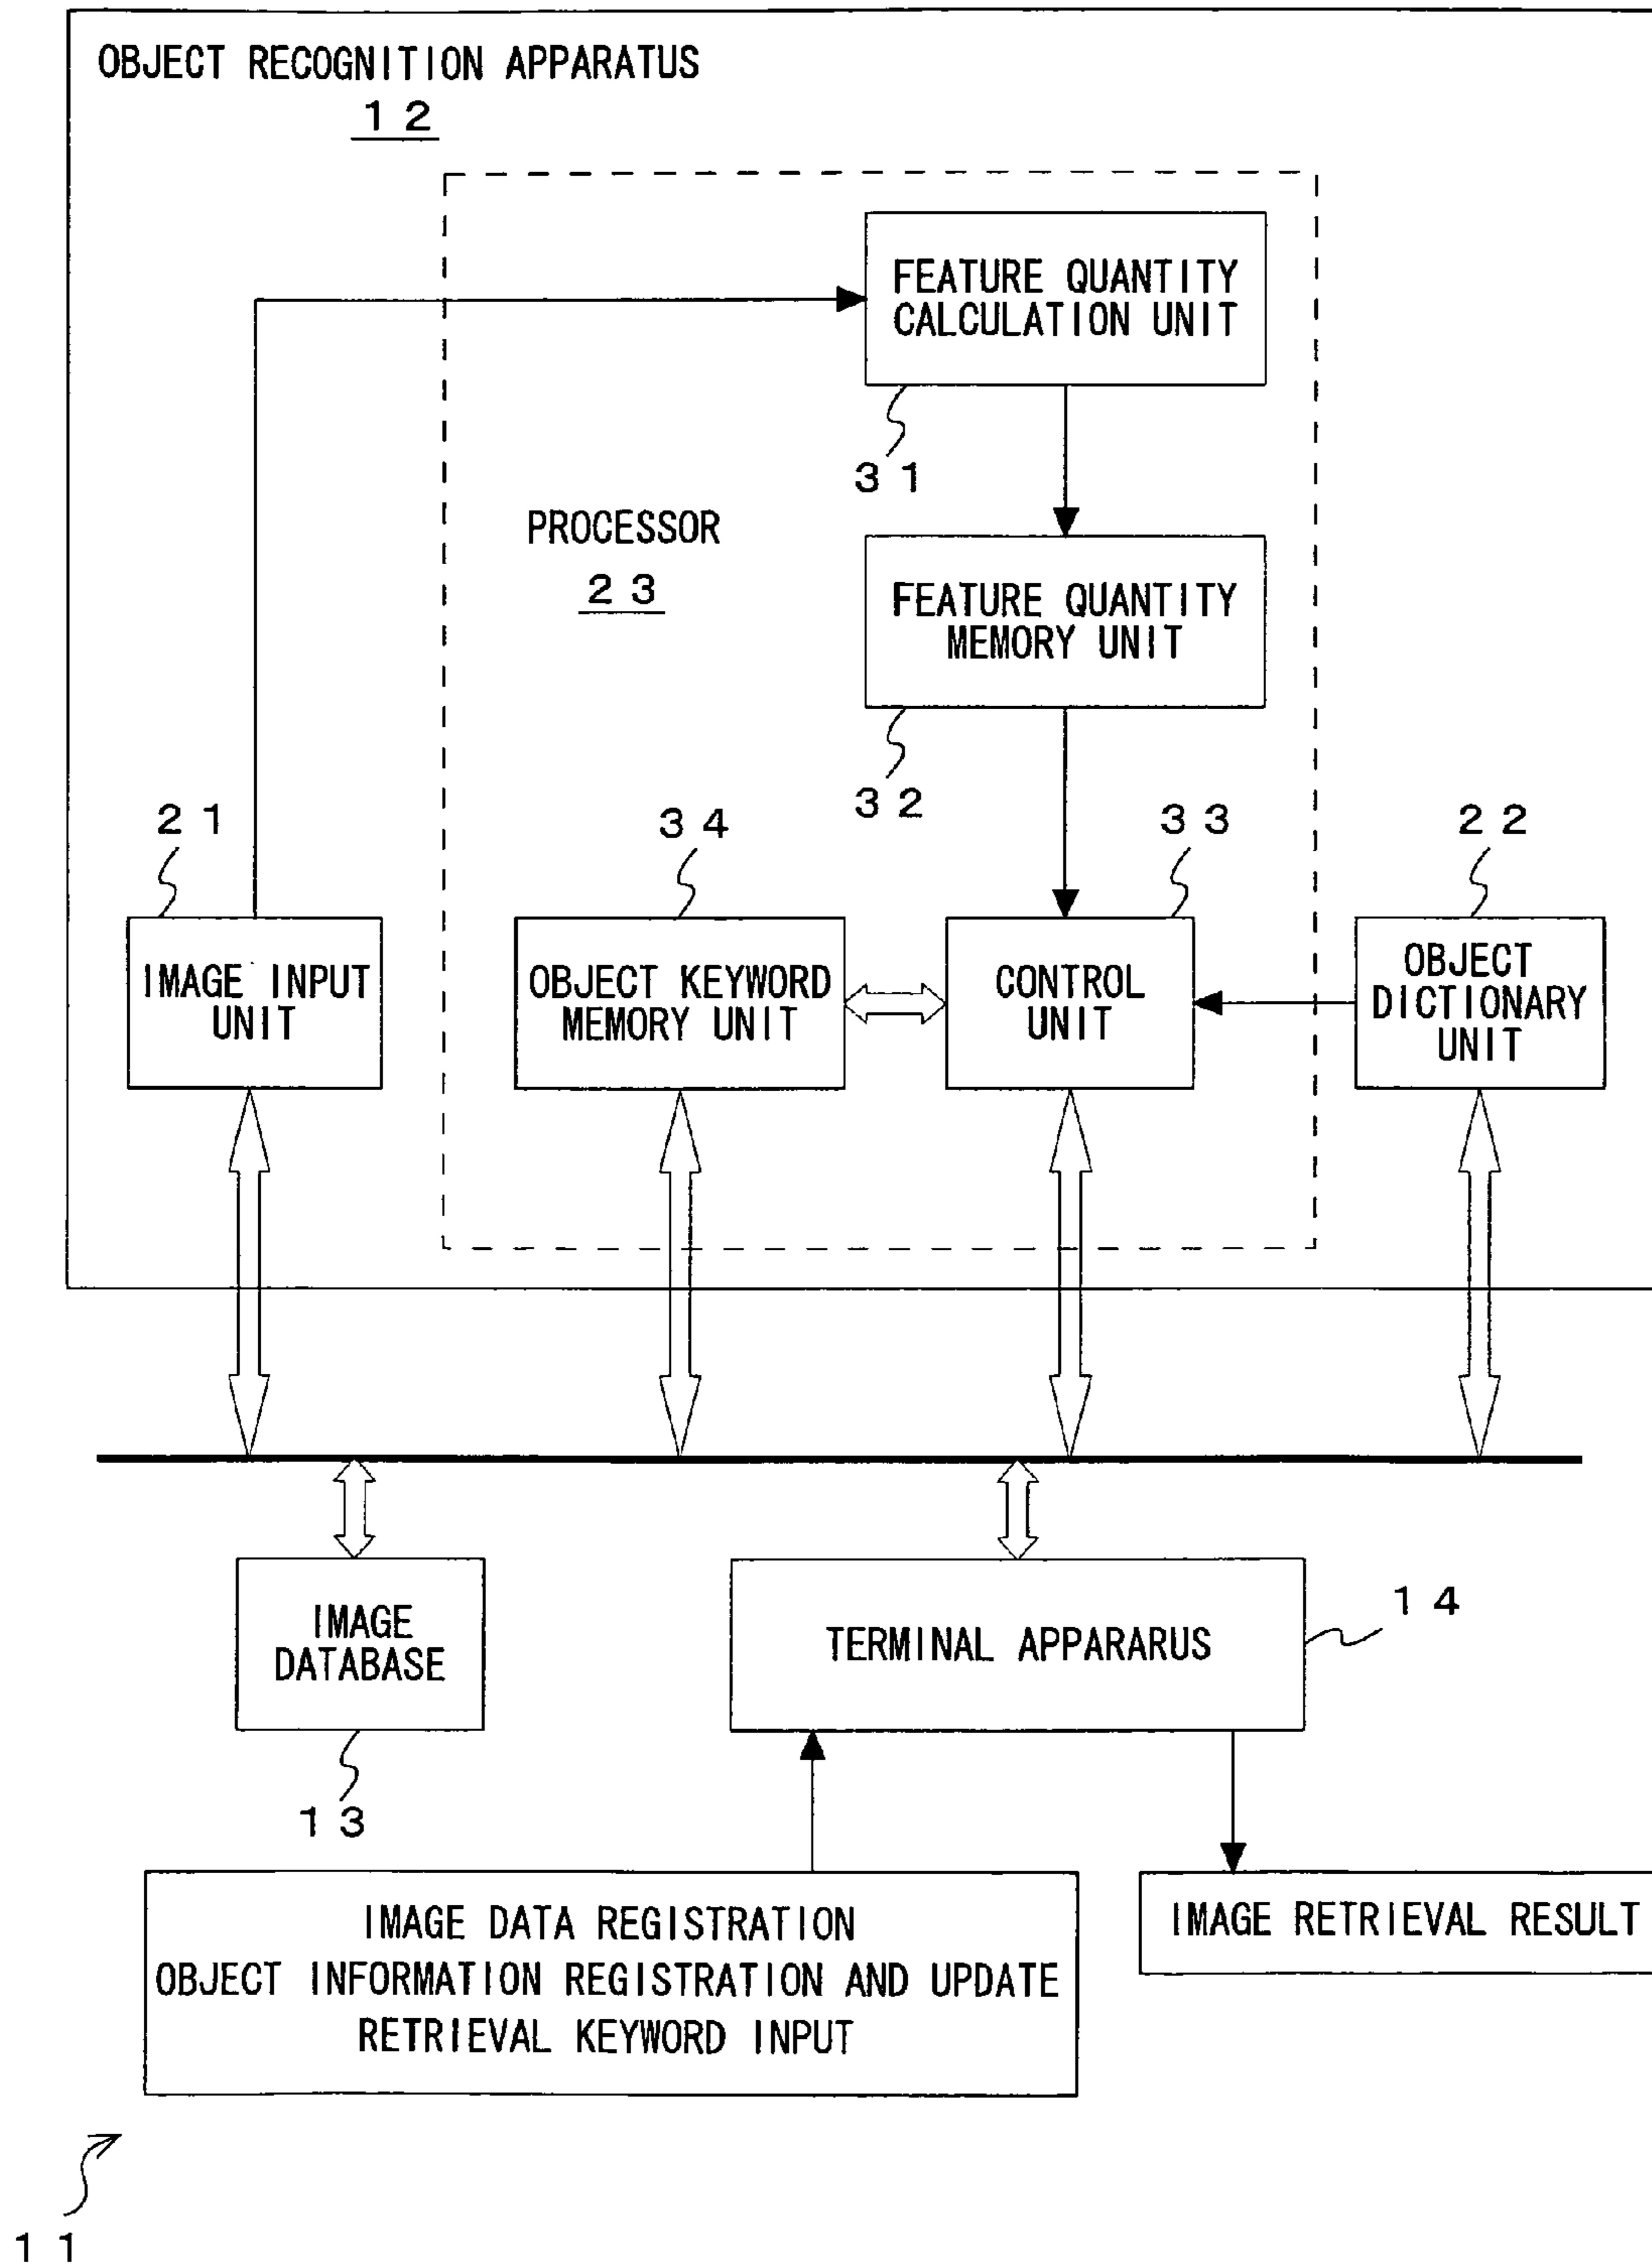 OBJECT RECOGNITION APPARATUS
12
FEATURE QUANTITY
CALCULATION UNIT
31
PROCESSOR
23
FEATURE QUANTITY
MEMORY UNIT
32
21
34
33
22
IMAGE INPUT
UNIT
OBJECT KEYWORD
MEMORY UNIT
CONTROL
UNIT
OBJECT
DICTIONARY
UNIT
IMAGE
DATABASE
13
TERMINAL APPARARUS
14
IMAGE DATA REGISTRATION
OBJECT INFORMATION REGISTRATION AND UPDATE
RETRIEVAL KEYWORD INPUT
IMAGE RETRIEVAL RESULT
11